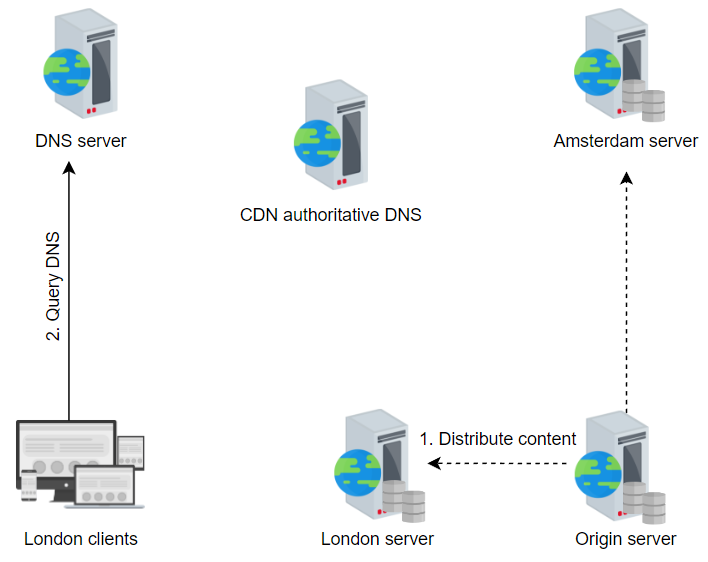 DNS server
Amsterdam server
CDN authoritative DNS
2. Query DNS
1. Distribute content
London clients
London server
Origin server